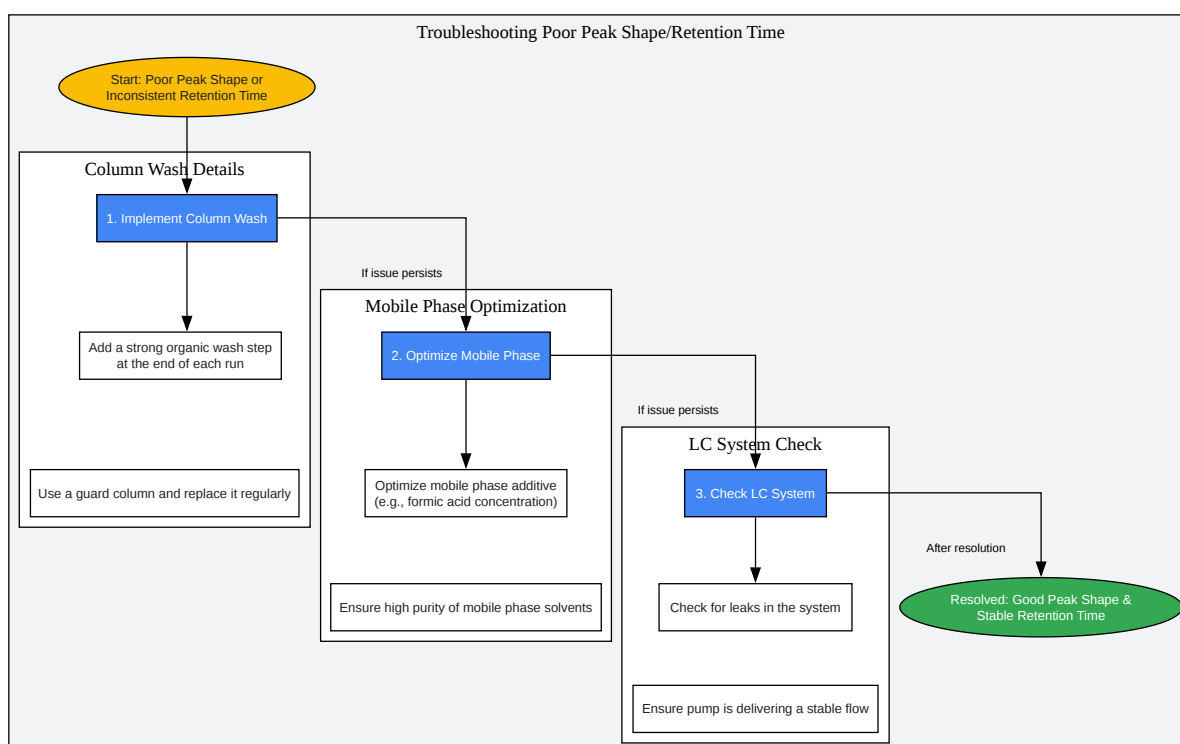 Troubleshooting Poor Peak Shape/Retention Time
Start: Poor Peak Shape or
Inconsistent Retention Time
Column Wash Details
1. Implement Column Wash
If issue persists
Add a strong organic wash step
at the end of each run
Use a guard column and replace it regularly
Mobile Phase Optimization
2. Optimize Mobile Phase
If issue persists
Optimize mobile phase additive
(e.g., formic acid concentration)
Ensure high purity of mobile phase solvents
LC System Check
3. Check LC System
After resolution
Check for leaks in the system
Ensure pump is delivering a stable flow
Resolved: Good Peak Shape &
Stable Retention Time